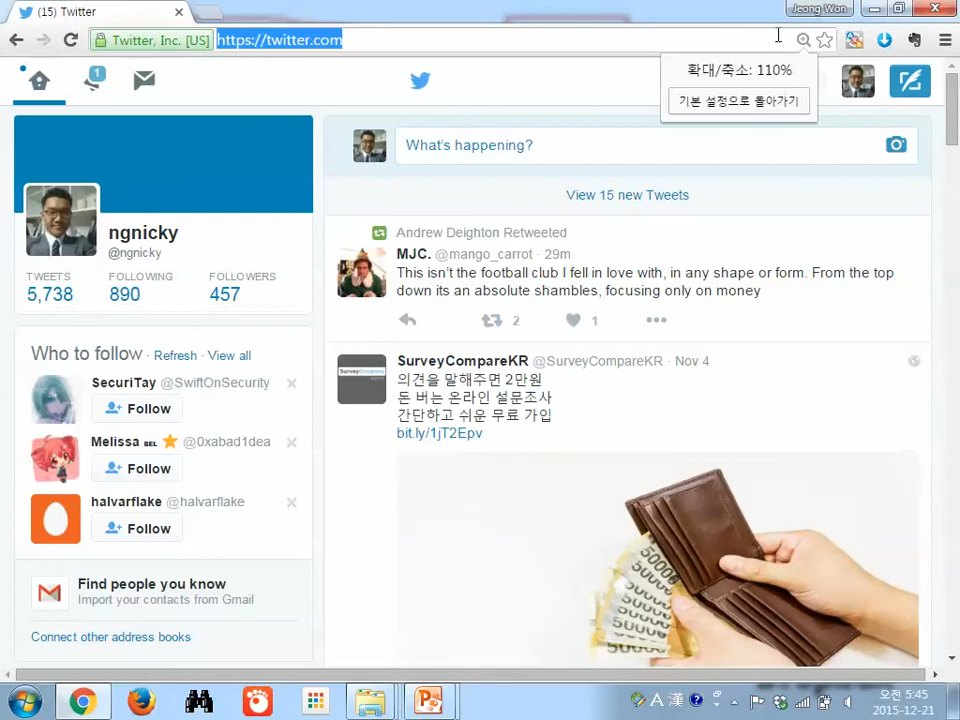 (15) Twitter
Jeong Won
Twitter, Inc. [US]
https://twitter.com
확대/축소: 110%
기본 설정으로 돌아가기
1
What's happening?
View 15 new Tweets
ngnicky
@ngnicky
TWEETS FOLLOWING FOLLOWERS
5,738 890 457
Andrew Deighton Retweeted
MJC. @mango_carrot · 29m
This isn't the football club I fell in love with, in any shape or form. From the top
down its an absolute shambles, focusing only on money
2 1
Who to follow · Refresh · View all
SecuriTay @SwiftOnSecurity
Follow
Melissa BEL @0xabad1dea
Follow
halvarflake @halvarflake
Follow
Find people you know
Import your contacts from Gmail
Connect other address books
SurveyCompareKR @SurveyCompareKR · Nov 4
의견을 말해주면 2만원
돈 버는 온라인 설문조사
간단하고 쉬운 무료 가입
bit.ly/1jT2Epv
50000
50000
50000
50000
50000
A 漢
오전 5:45
2015-12-21